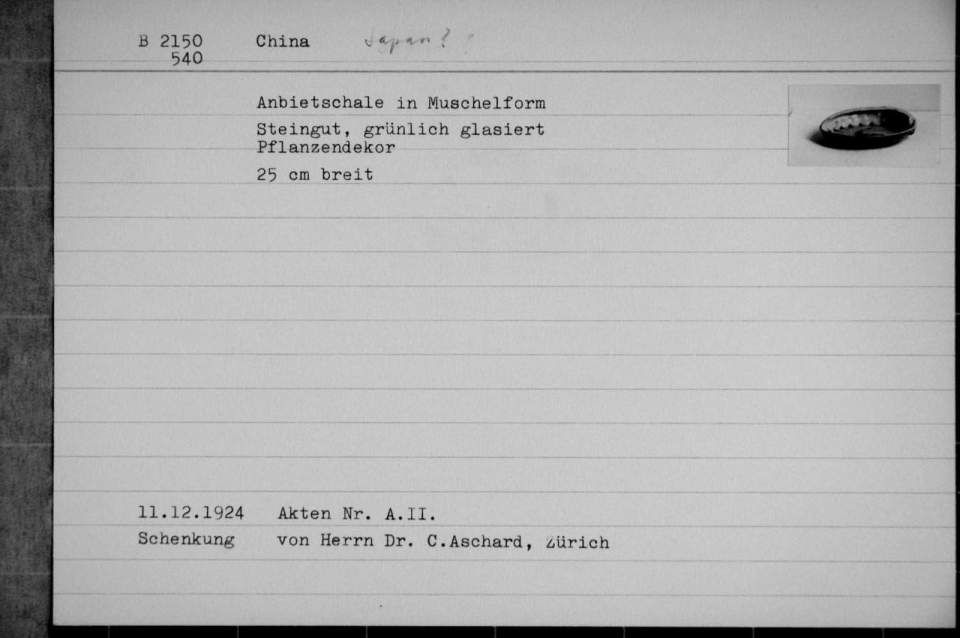 B 2150 China Japan?
540
Anbietschale in Muschelform
Steingut, grünlich glasiert
Pflanzendekor
25 cm breit
11.12.1924 Akten Nr. A.II.
Schenkung von Herrn Dr. C.Aschard, Zürich